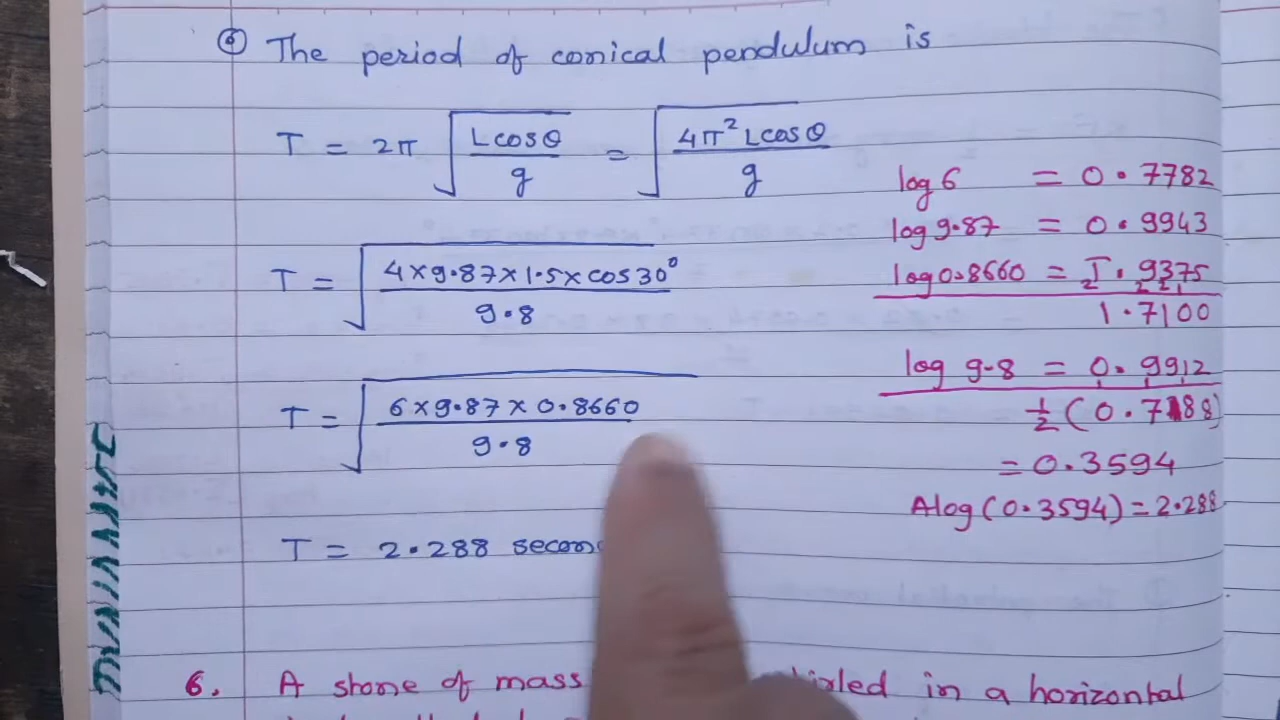 ⑥ The period of conical pendulum is
T = 2π √(Lcosθ / g) = √(4π² Lcosθ / g)
T = √(4×9.87×1.5×cos30° / 9.8)
T = √(6×9.87×0.8660 / 9.8)
T = 2.288
6. A stone of mass in a horizontal
log 6 = 0.7782
log 9.87 = 0.9943
log 0.8660 = 1̅.9375
1.7100
log 9.8 = 0.9912
½ (0.7188)
= 0.3594
Alog (0.3594) = 2.288